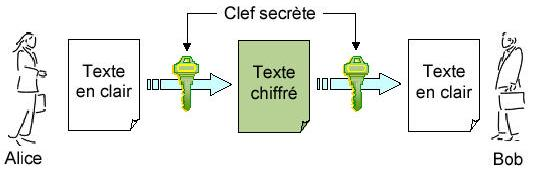 Clef secrète
Texte
en clair
Texte
chiffré
Texte
en clair
Alice
Bob